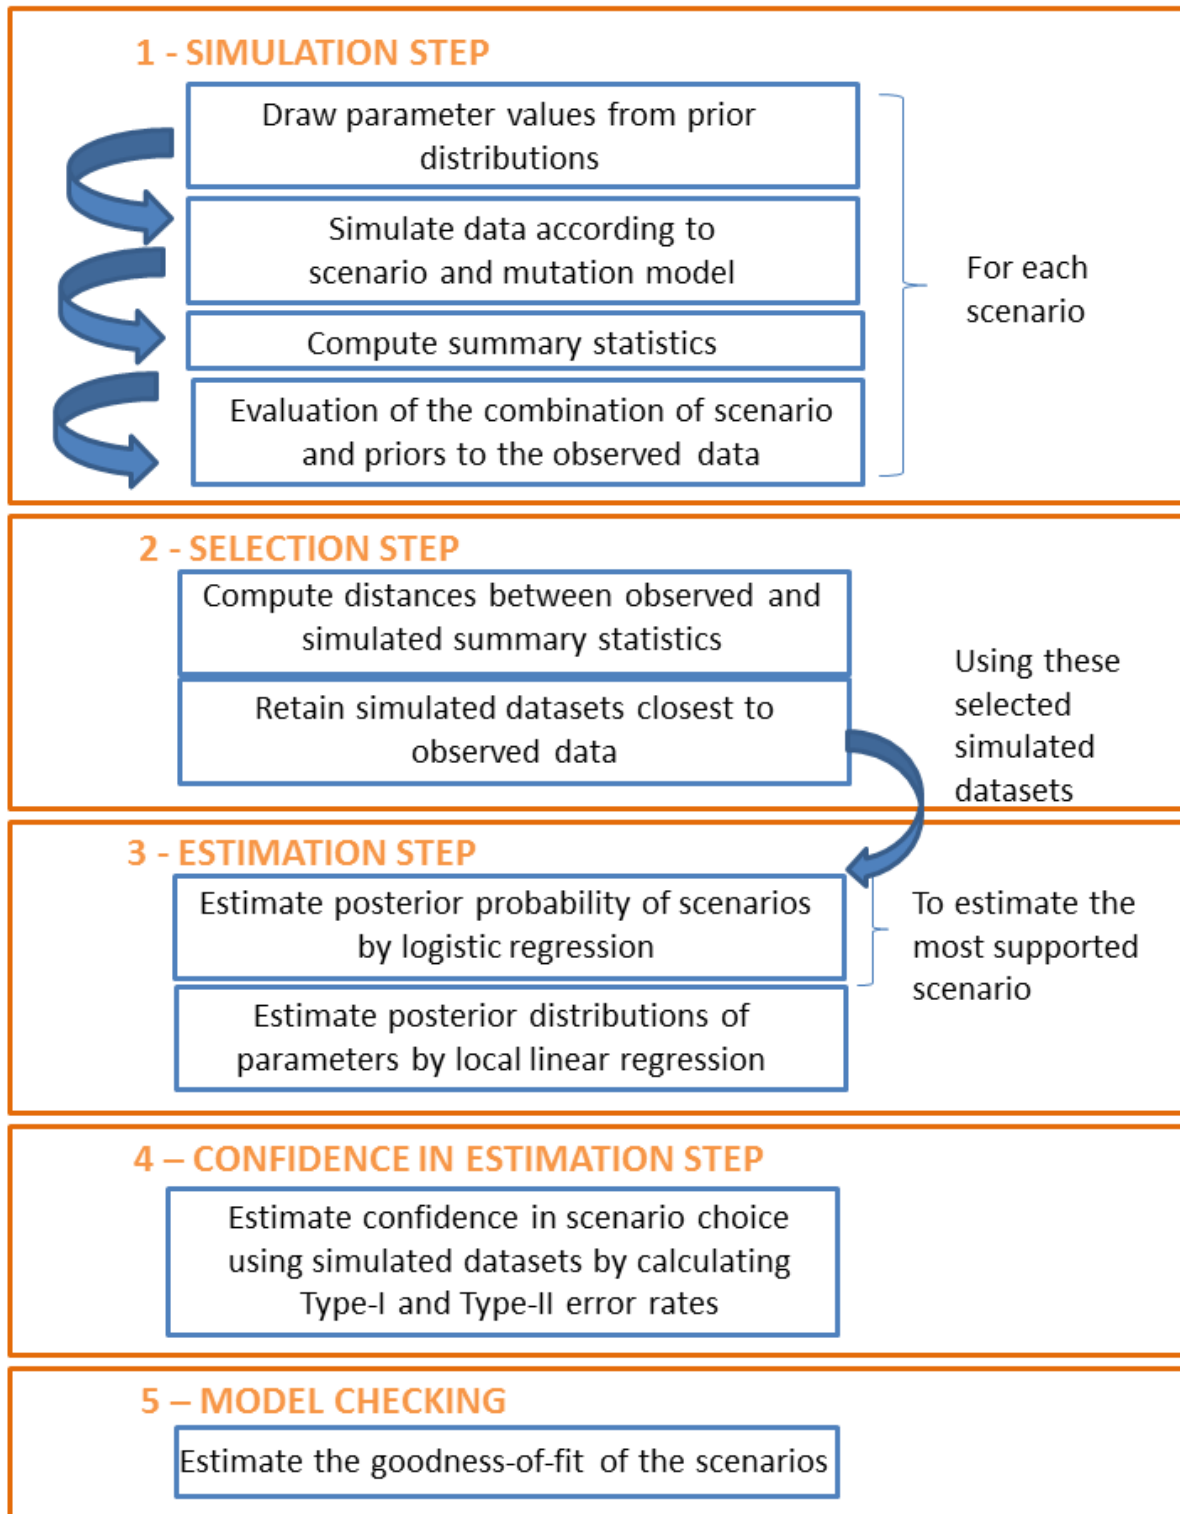 1 - SIMULATION STEP
Draw parameter values from prior
distributions
Simulate data according to
scenario and mutation model
Compute summary statistics
Evaluation of the combination of scenario
and priors to the observed data
For each
scenario
2 - SELECTION STEP
Compute distances between observed and
simulated summary statistics
Retain simulated datasets closest to
observed data
Using these
selected
simulated
datasets
3 - ESTIMATION STEP
Estimate posterior probability of scenarios
by logistic regression
Estimate posterior distributions of
parameters by local linear regression
To estimate the
most supported
scenario
4 – CONFIDENCE IN ESTIMATION STEP
Estimate confidence in scenario choice
using simulated datasets by calculating
Type-I and Type-II error rates
5 – MODEL CHECKING
Estimate the goodness-of-fit of the scenarios